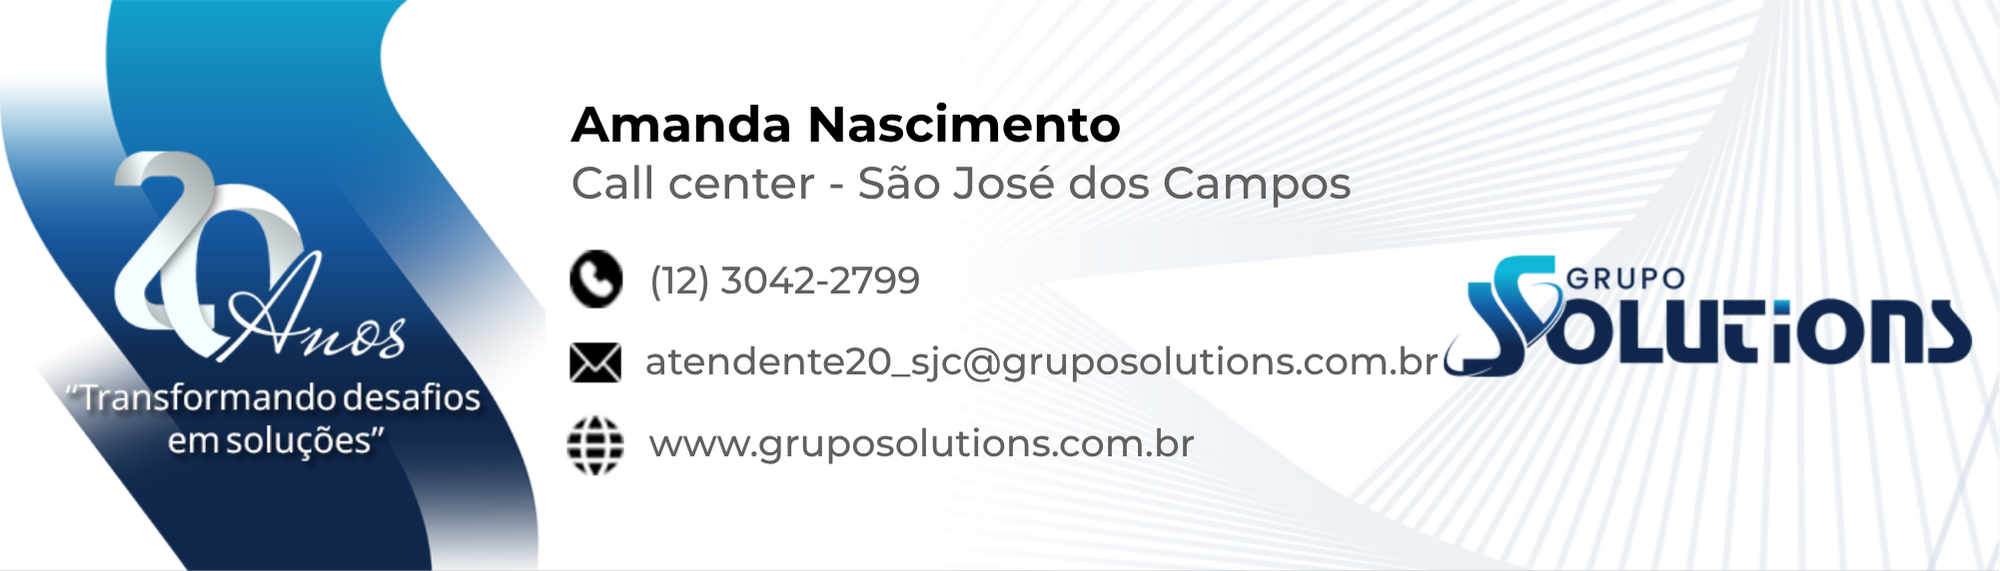 20
Anos
“Transformando desafios
em soluções”
Amanda Nascimento
Call center - São José dos Campos
(12) 3042-2799
atendente20_sjc@gruposolutions.com.br
www.gruposolutions.com.br
GRUPO
SOLUTIONS